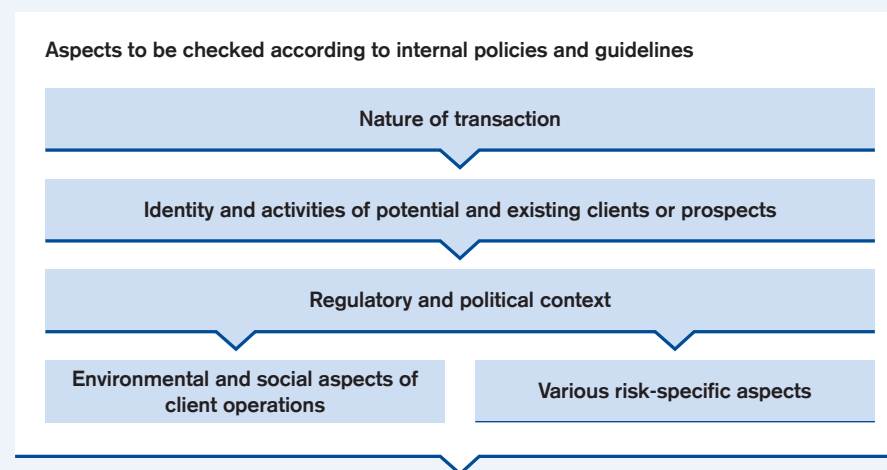 Aspects to be checked according to internal policies and guidelines
Nature of transaction
Identity and activities of potential and existing clients or prospects
Regulatory and political context
Environmental and social aspects of
client operations
Various risk-specific aspects